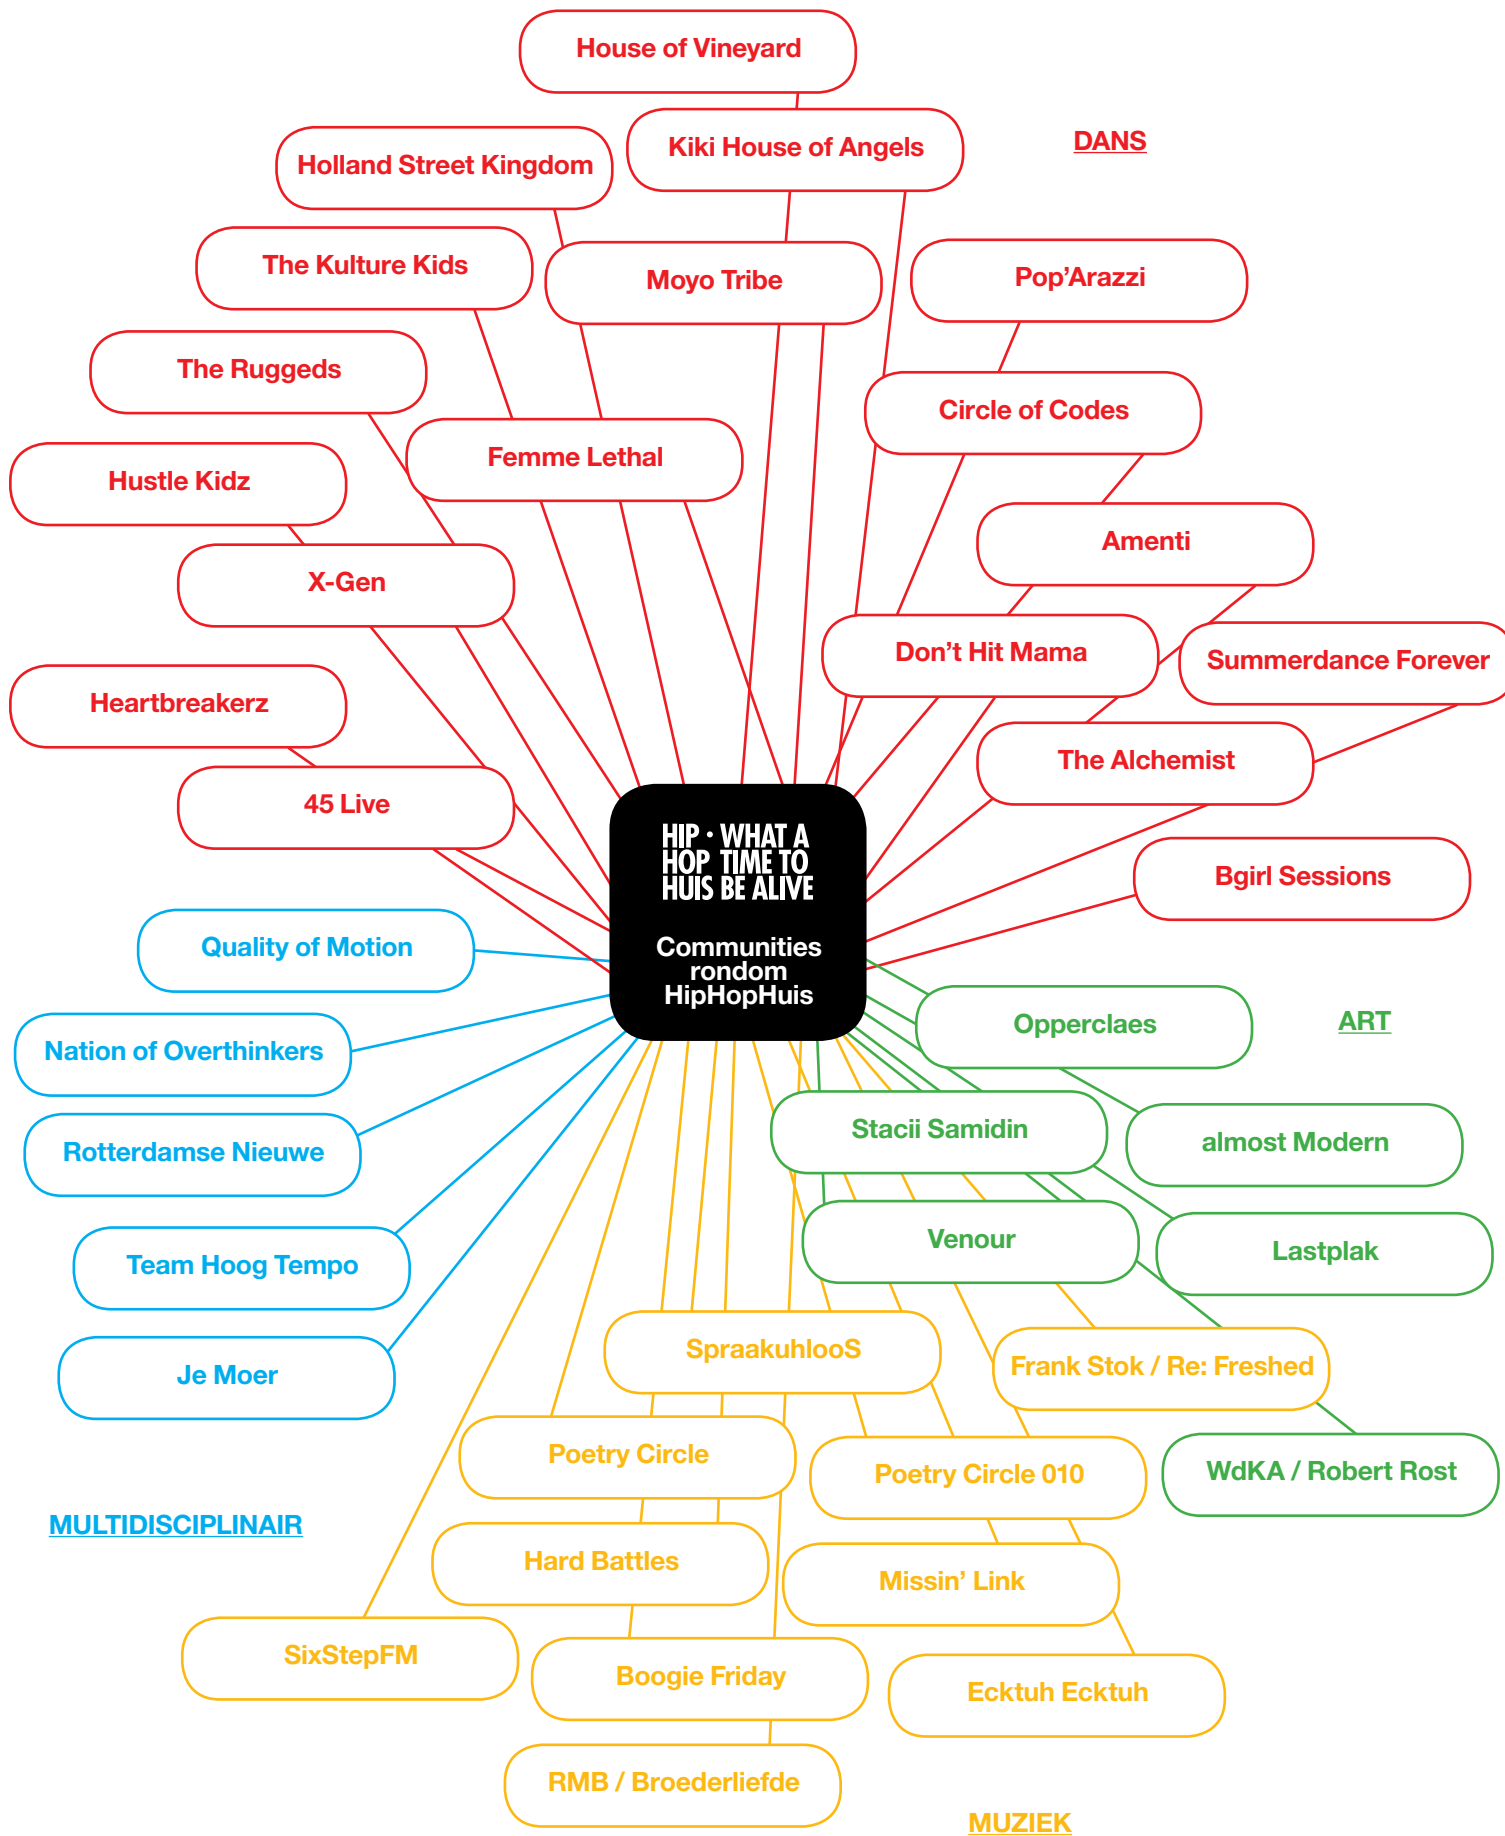 House of Vineyard
Kiki House of Angels
DANS
Holland Street Kingdom
The Kulture Kids
Moyo Tribe
Pop’Arazzi
The Ruggeds
Circle of Codes
Femme Lethal
Hustle Kidz
Amenti
X-Gen
Don’t Hit Mama
Summerdance Forever
Heartbreakerz
The Alchemist
45 Live
HIP • WHAT A
HOP TIME TO
HUIS BE ALIVE
Communities
rondom
HipHopHuis
Bgirl Sessions
Quality of Motion
Nation of Overthinkers
Opperclaes
ART
Rotterdamse Nieuwe
Stacii Samidin
almost Modern
Team Hoog Tempo
Venour
Lastplak
Je Moer
SpraakuhlooS
Frank Stok / Re: Freshed
Poetry Circle
Poetry Circle 010
WdKA / Robert Rost
MULTIDISCIPLINAIR
Hard Battles
Missin’ Link
SixStepFM
Boogie Friday
Ecktuh Ecktuh
RMB / Broederliefde
MUZIEK